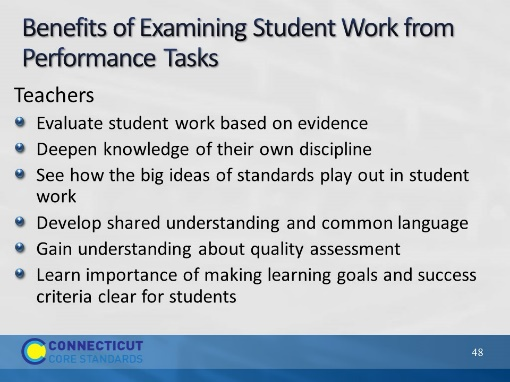 Benefits of Examining Student Work from
Performance Tasks
Teachers
Evaluate student work based on evidence
Deepen knowledge of their own discipline
See how the big ideas of standards play out in student
work
Develop shared understanding and common language
Gain understanding about quality assessment
Learn importance of making learning goals and success
criteria clear for students
CONNECTICUT
CORE STANDARDS
48